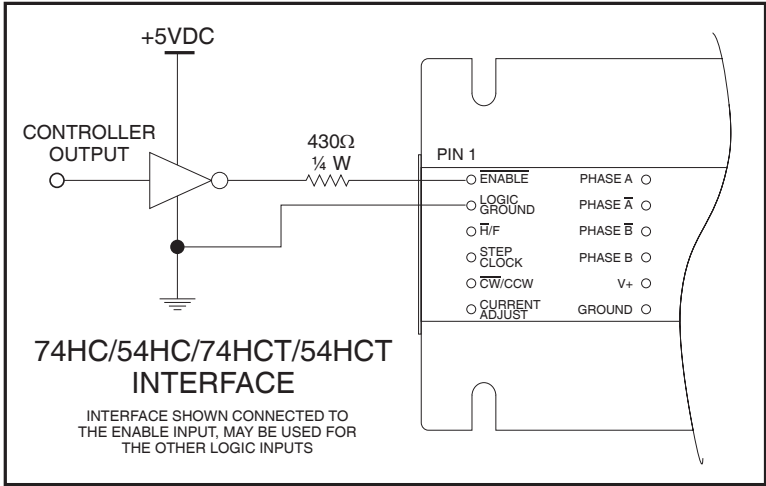 +5VDC
CONTROLLER
OUTPUT
430Ω
¼ W
PIN 1
E̅N̅A̅B̅L̅E̅
LOGIC
GROUND
H̅/F
STEP
CLOCK
C̅W̅/CCW
CURRENT
ADJUST
PHASE A
PHASE A̅
PHASE B̅
PHASE B
V+
GROUND
74HC/54HC/74HCT/54HCT
INTERFACE
INTERFACE SHOWN CONNECTED TO
THE ENABLE INPUT, MAY BE USED FOR
THE OTHER LOGIC INPUTS